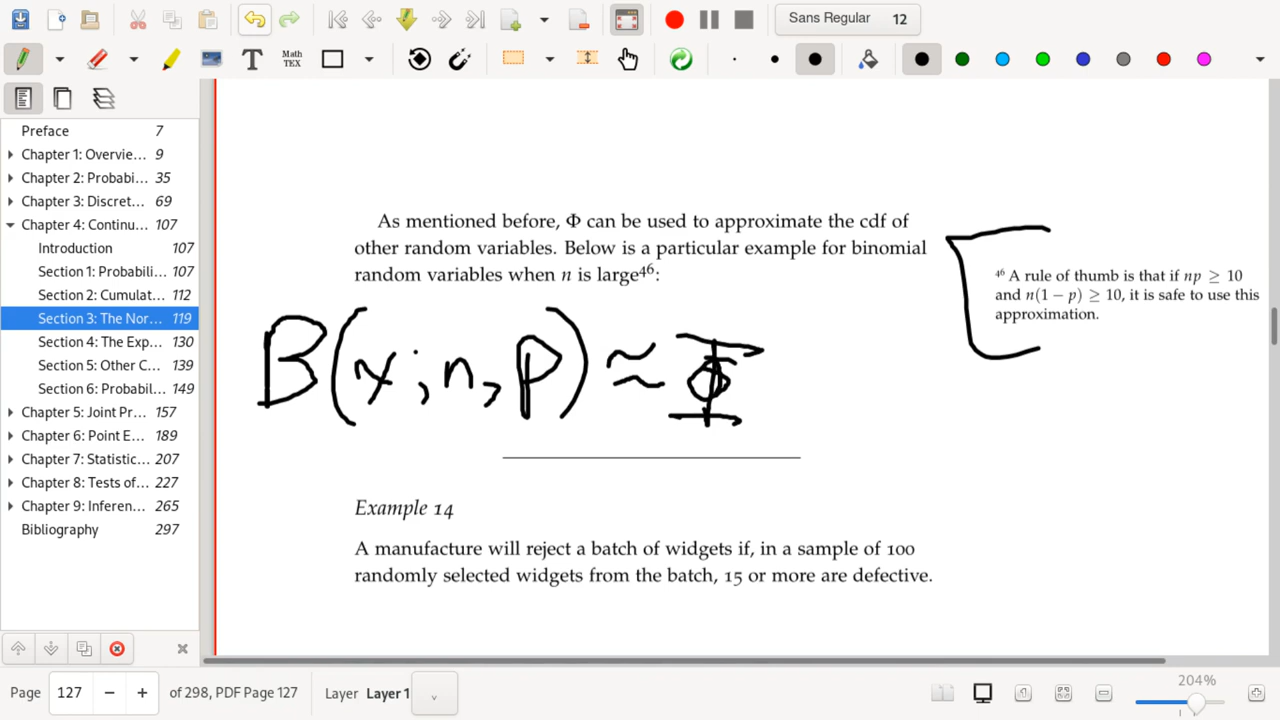 Sans Regular 12
T Math TEX
Preface 7
Chapter 1: Overvie... 9
Chapter 2: Probabi... 35
Chapter 3: Discret... 69
Chapter 4: Continu... 107
Introduction 107
Section 1: Probabili... 107
Section 2: Cumulat... 112
Section 3: The Nor... 119
Section 4: The Exp... 130
Section 5: Other C... 139
Section 6: Probabil... 149
Chapter 5: Joint Pr... 157
Chapter 6: Point E... 189
Chapter 7: Statistic... 207
Chapter 8: Tests of... 227
Chapter 9: Inferen... 265
Bibliography 297
As mentioned before, Φ can be used to approximate the cdf of
other random variables. Below is a particular example for binomial
random variables when n is large⁴⁶:
⁴⁶ A rule of thumb is that if np ≥ 10
and n(1 − p) ≥ 10, it is safe to use this
approximation.
B(x; n, p) ≈ Φ
Example 14
A manufacture will reject a batch of widgets if, in a sample of 100
randomly selected widgets from the batch, 15 or more are defective.
Page 127 of 298, PDF Page 127 Layer Layer 1 204%